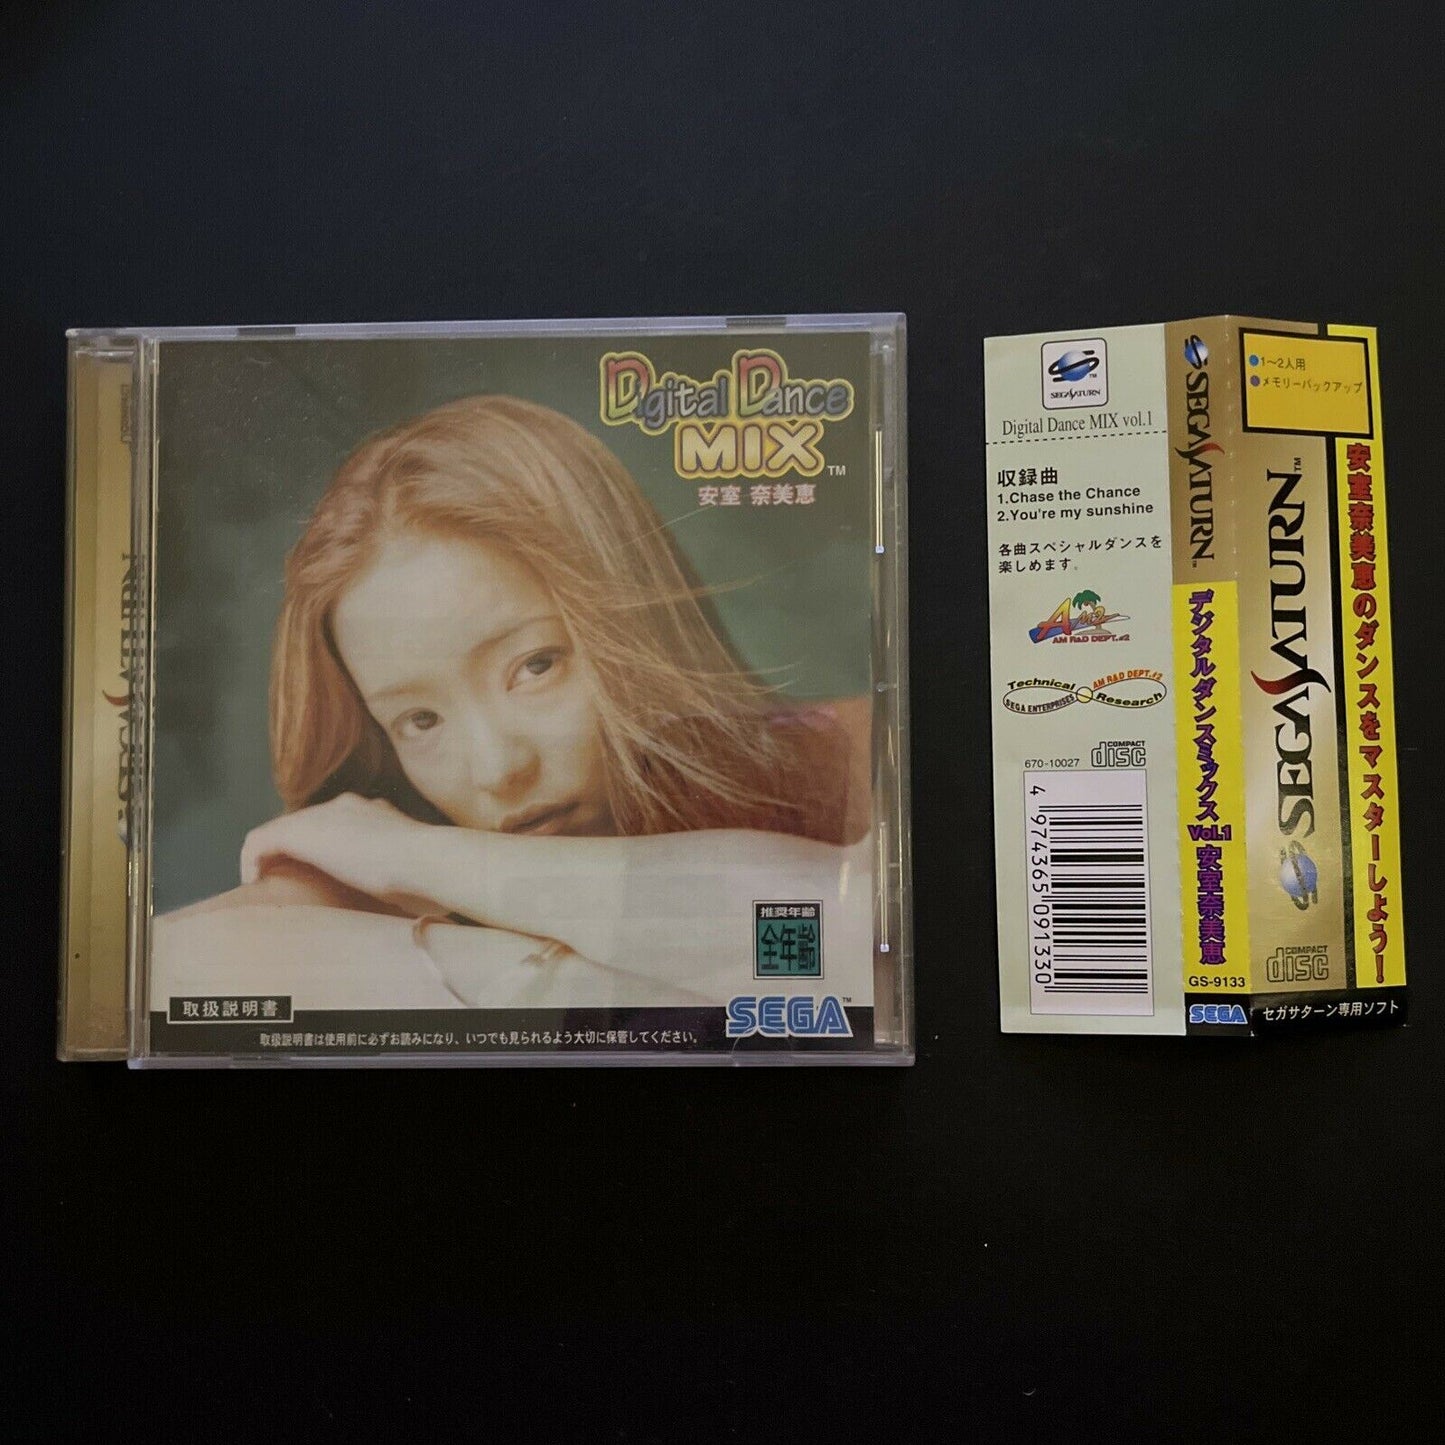 Digital Dance
MIX™
安室 奈美恵
推奨年齢
全年齢
SEGA™
取扱説明書
取扱説明書は使用前に必ずお読みになり、いつでも見られるよう大切に保管してください。
SEGA SATURN
TM
SEGA SATURN
Digital Dance MIX vol.1
収録曲
1.Chase the Chance
2.You're my sunshine
各曲スペシャルダンスを
楽しめます。
AM2
AM R&D DEPT.#2
Technical Research
AM R&D DEPT.#2
SEGA ENTERPRISES
670-10027
COMPACT
disc
4 974365 091330
SEGA SATURN™
デジタルダンスミックス Vol.1 安室奈美恵
GS-9133
SEGA
●1〜2人用
●メモリーバックアップ
SEGA SATURN™
COMPACT
disc
セガサターン専用ソフト
安室奈美恵のダンスをマスターしよう!